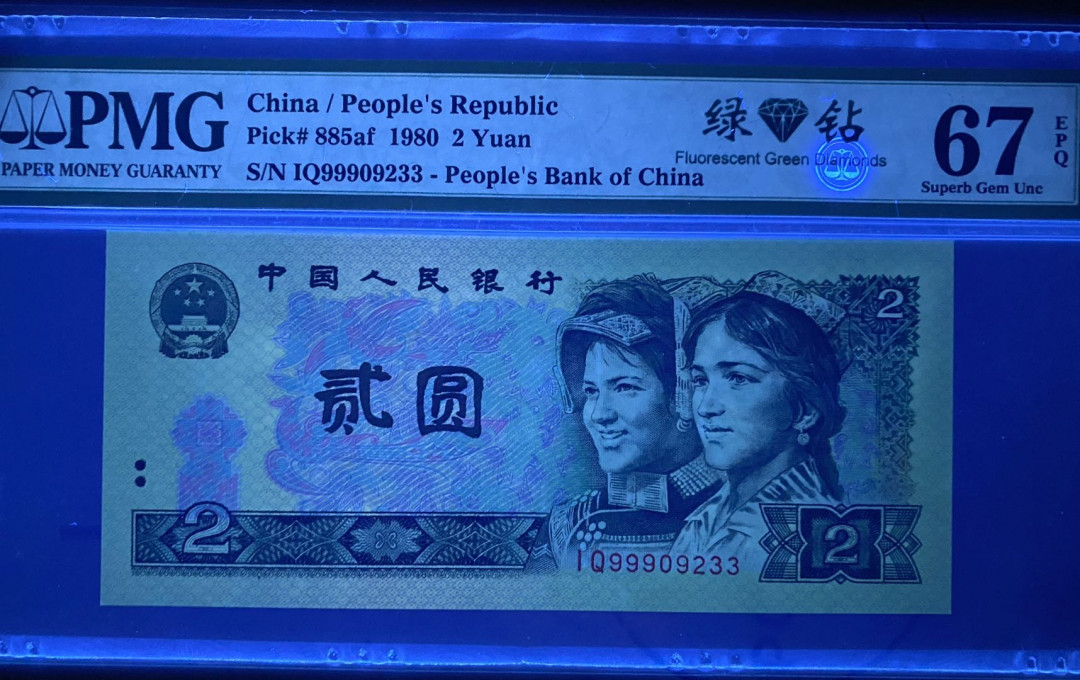 PMG
PAPER MONEY GUARANTY
China / People's Republic
Pick# 885af 1980 2 Yuan
S/N IQ99909233 - People's Bank of China
绿 钻
Fluorescent Green Diamonds
67
EPQ
Superb Gem Unc
中国人民银行
2
贰圆
2
2
IQ99909233